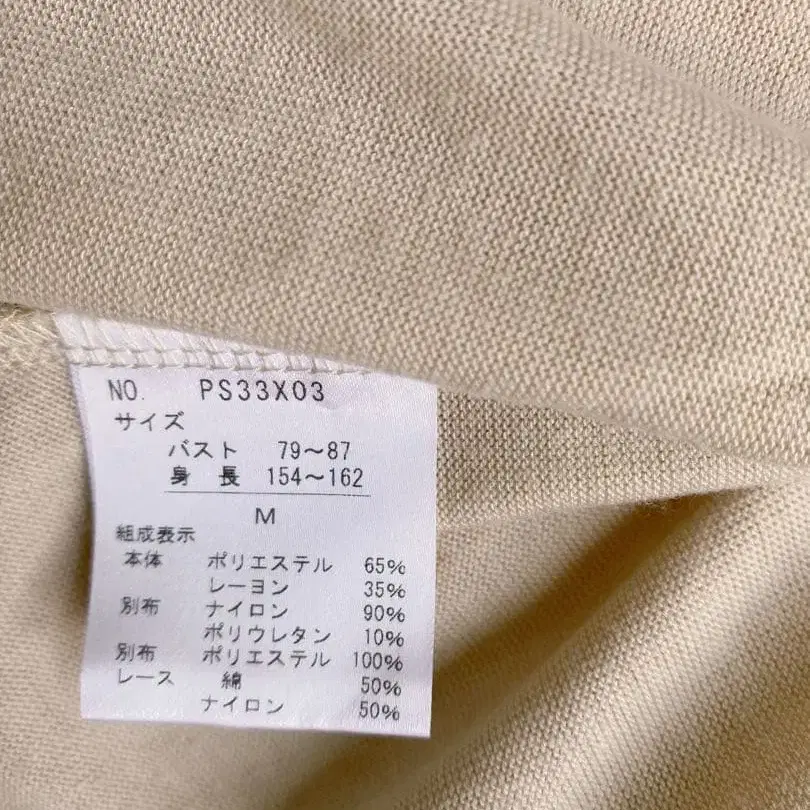 NO. PS33X03
サイズ
バスト 79～87
身 長 154～162
M
組成表示
本体 ポリエステル 65%
レーヨン 35%
別布 ナイロン 90%
ポリウレタン 10%
別布 ポリエステル 100%
レース 綿 50%
ナイロン 50%